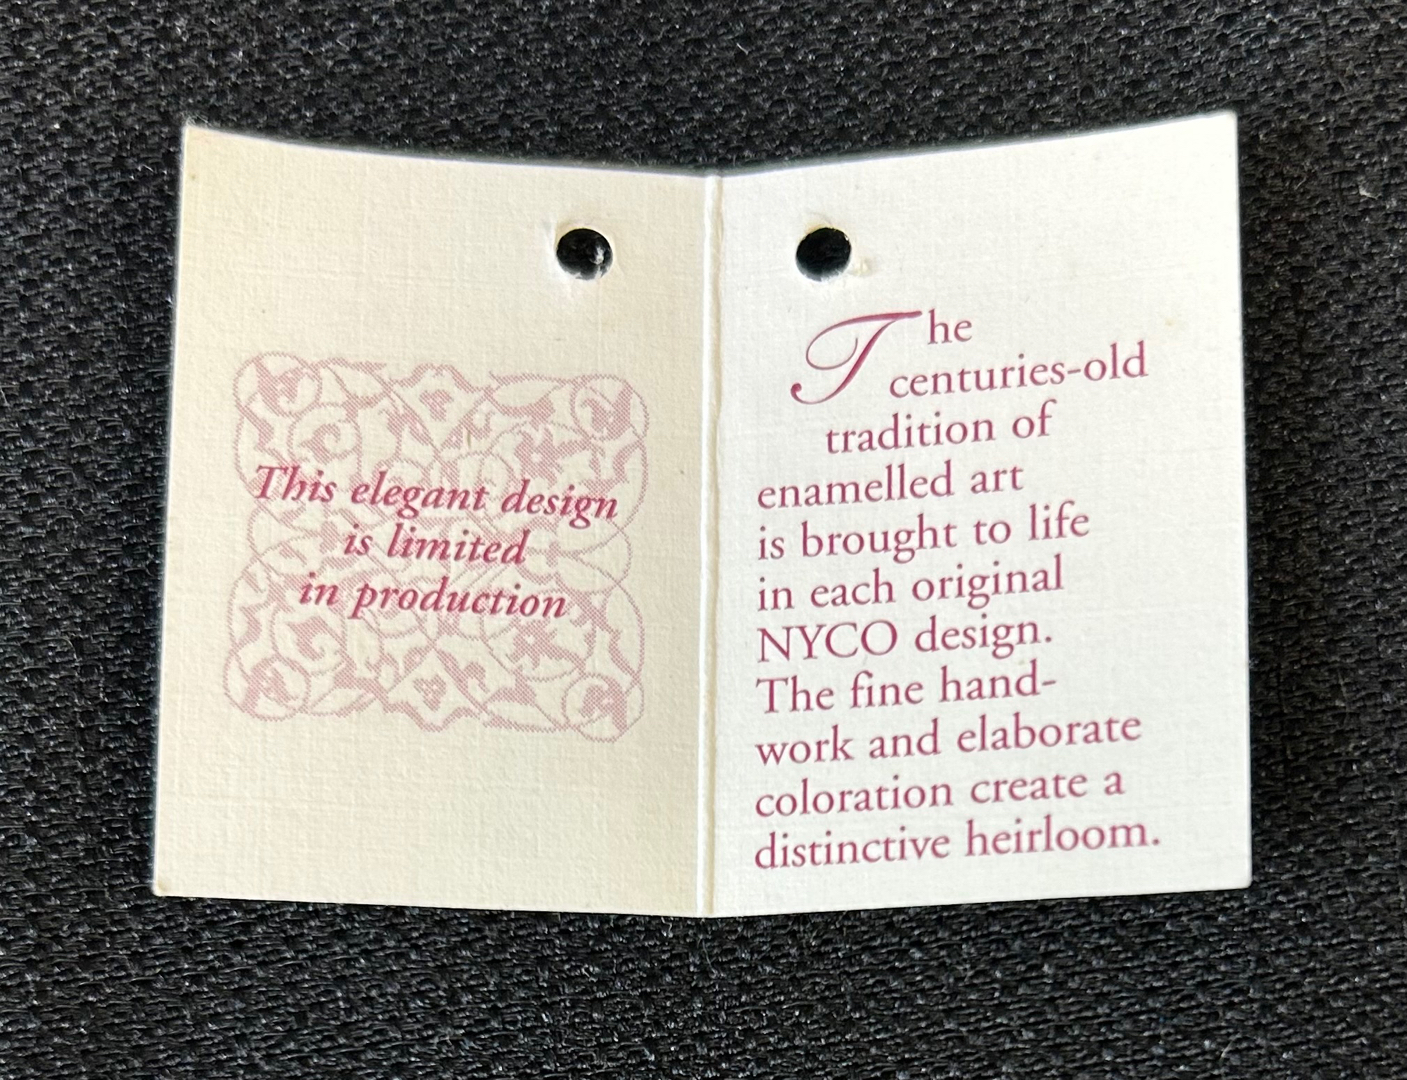 This elegant design
is limited
in production
The
centuries-old
tradition of
enamelled art
is brought to life
in each original
NYCO design.
The fine hand-
work and elaborate
coloration create a
distinctive heirloom.